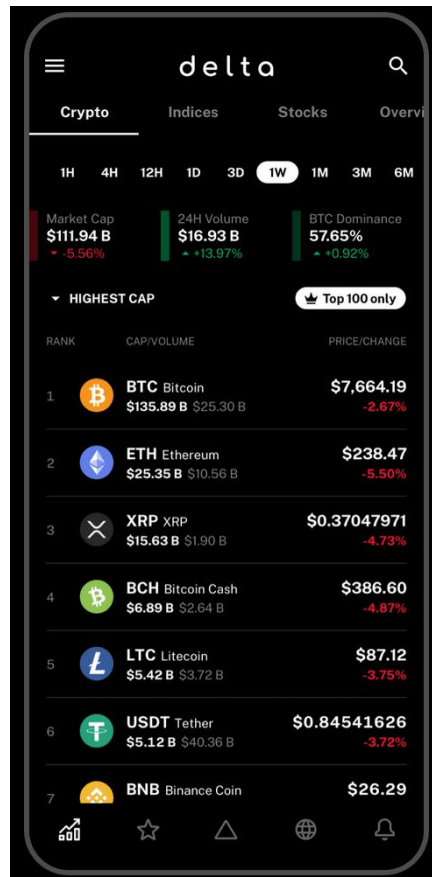 delta
Crypto Indices Stocks Overvi
1H 4H 12H 1D 3D 1W 1M 3M 6M
Market Cap 24H Volume BTC Dominance
$111.94 B $16.93 B 57.65%
-5.56% +13.97% +0.92%
HIGHEST CAP Top 100 only
RANK CAP/VOLUME PRICE/CHANGE
BTC Bitcoin $7,664.19
1 $135.89 B $25.30 B -2.67%
ETH Ethereum $238.47
2 $25.35 B $10.56 B -5.50%
XRP XRP $0.37047971
3 $15.63 B $1.90 B -4.73%
BCH Bitcoin Cash $386.60
4 $6.89 B $2.64 B -4.87%
LTC Litecoin $87.12
5 $5.42 B $3.72 B -3.75%
USDT Tether $0.84541626
6 $5.12 B $40.36 B -3.72%
BNB Binance Coin $26.29
7